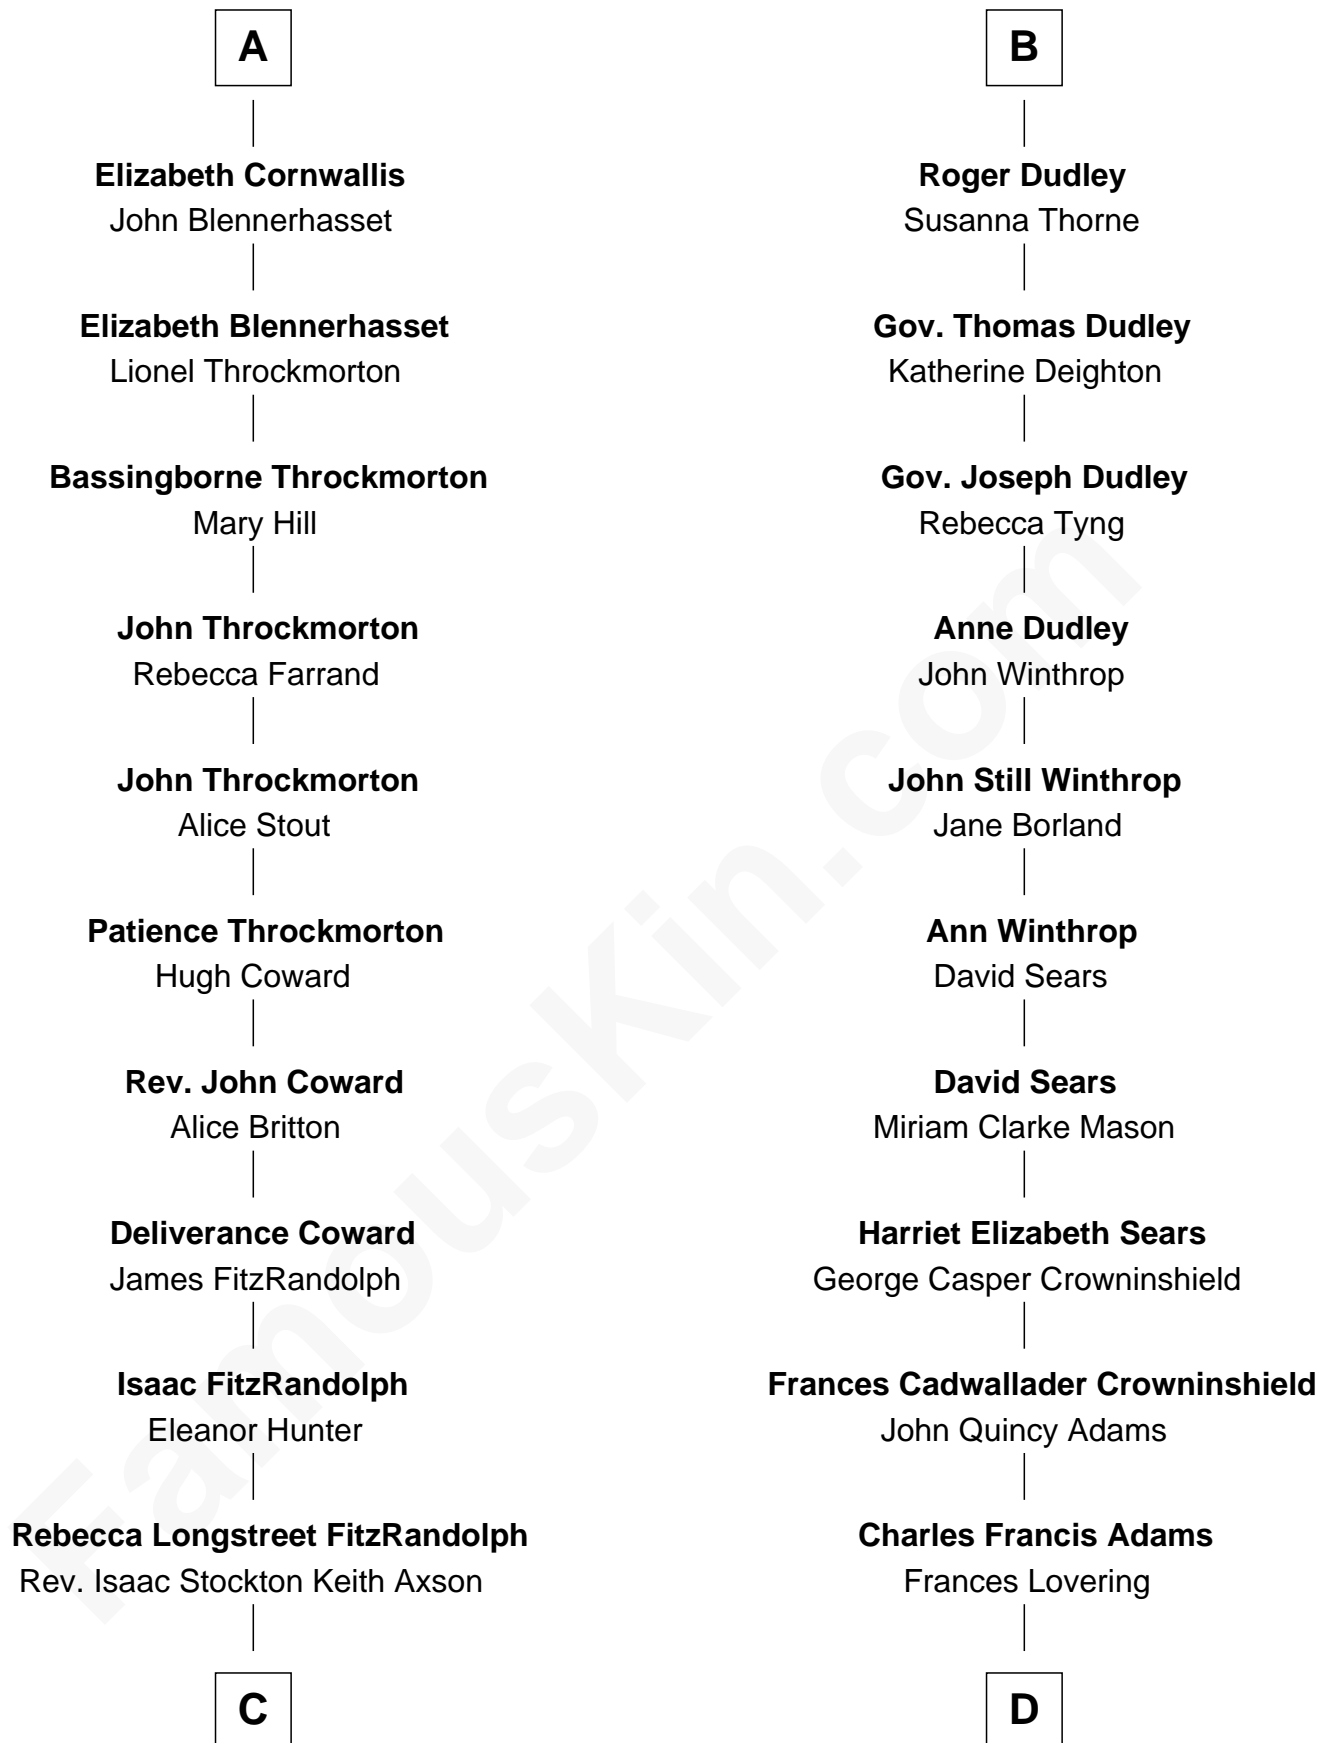 A
Elizabeth Cornwallis
John Blennerhasset
Elizabeth Blennerhasset
Lionel Throckmorton
Bassingborne Throckmorton
Mary Hill
John Throckmorton
Rebecca Farrand
John Throckmorton
Alice Stout
Patience Throckmorton
Hugh Coward
Rev. John Coward
Alice Britton
Deliverance Coward
James FitzRandolph
Isaac FitzRandolph
Eleanor Hunter
Rebecca Longstreet FitzRandolph
Rev. Isaac Stockton Keith Axson
C
B
Roger Dudley
Susanna Thorne
Gov. Thomas Dudley
Katherine Deighton
Gov. Joseph Dudley
Rebecca Tyng
Anne Dudley
John Winthrop
John Still Winthrop
Jane Borland
Ann Winthrop
David Sears
David Sears
Miriam Clarke Mason
Harriet Elizabeth Sears
George Casper Crowninshield
Frances Cadwallader Crowninshield
John Quincy Adams
Charles Francis Adams
Frances Lovering
D
FamousKin.com